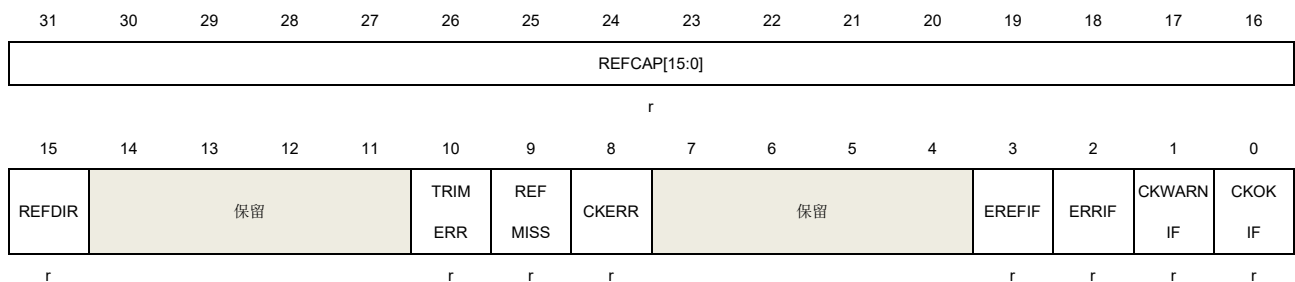 31 30 29 28 27 26 25 24 23 22 21 20 19 18 17 16
REFCAP[15:0]
r
15 14 13 12 11 10 9 8 7 6 5 4 3 2 1 0
REFDIR 保留 TRIM ERR REF MISS CKERR 保留 EREFIF ERRIF CKWARN IF CKOK IF
r r r r r r r r